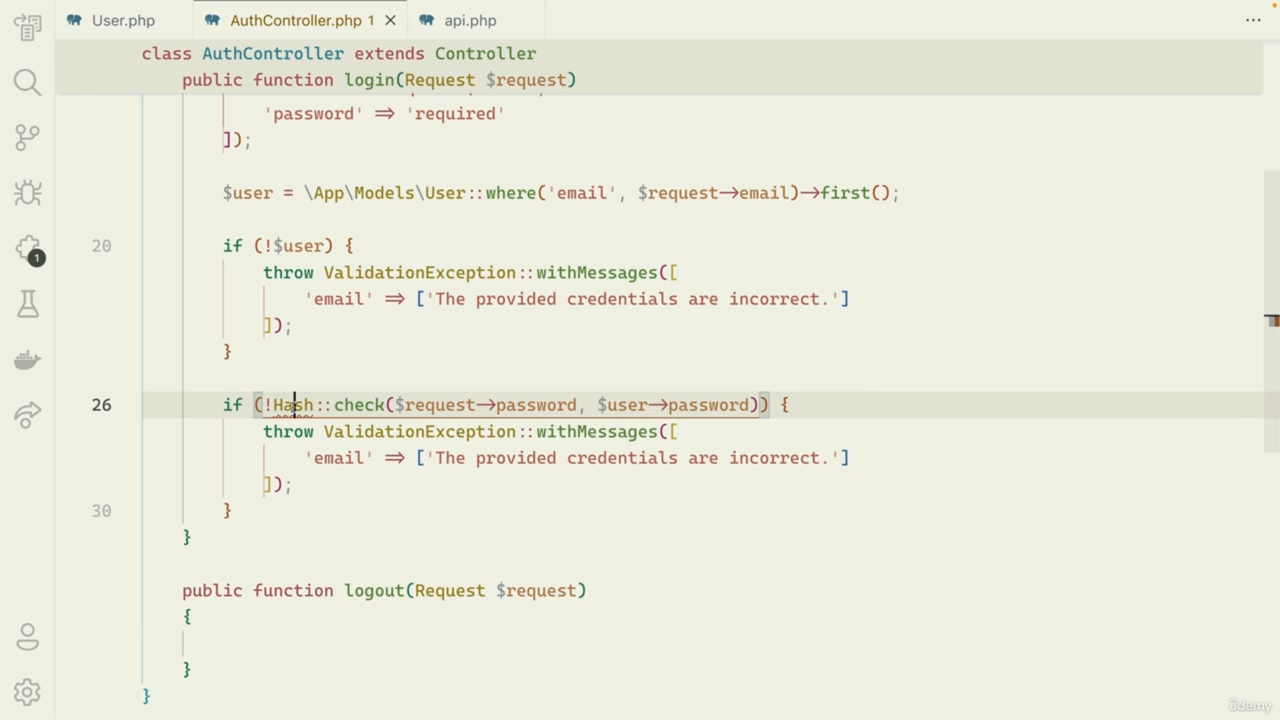 User.php
AuthController.php 1
api.php
class AuthController extends Controller
public function login(Request $request)
'password' => 'required'
]);
$user = \App\Models\User::where('email', $request->email)->first();
20 if (!$user) {
throw ValidationException::withMessages([
'email' => ['The provided credentials are incorrect.']
]);
}
26 if (!Hash::check($request->password, $user->password)) {
throw ValidationException::withMessages([
'email' => ['The provided credentials are incorrect.']
]);
30 }
}
public function logout(Request $request)
{
}
}
1
ûdemy